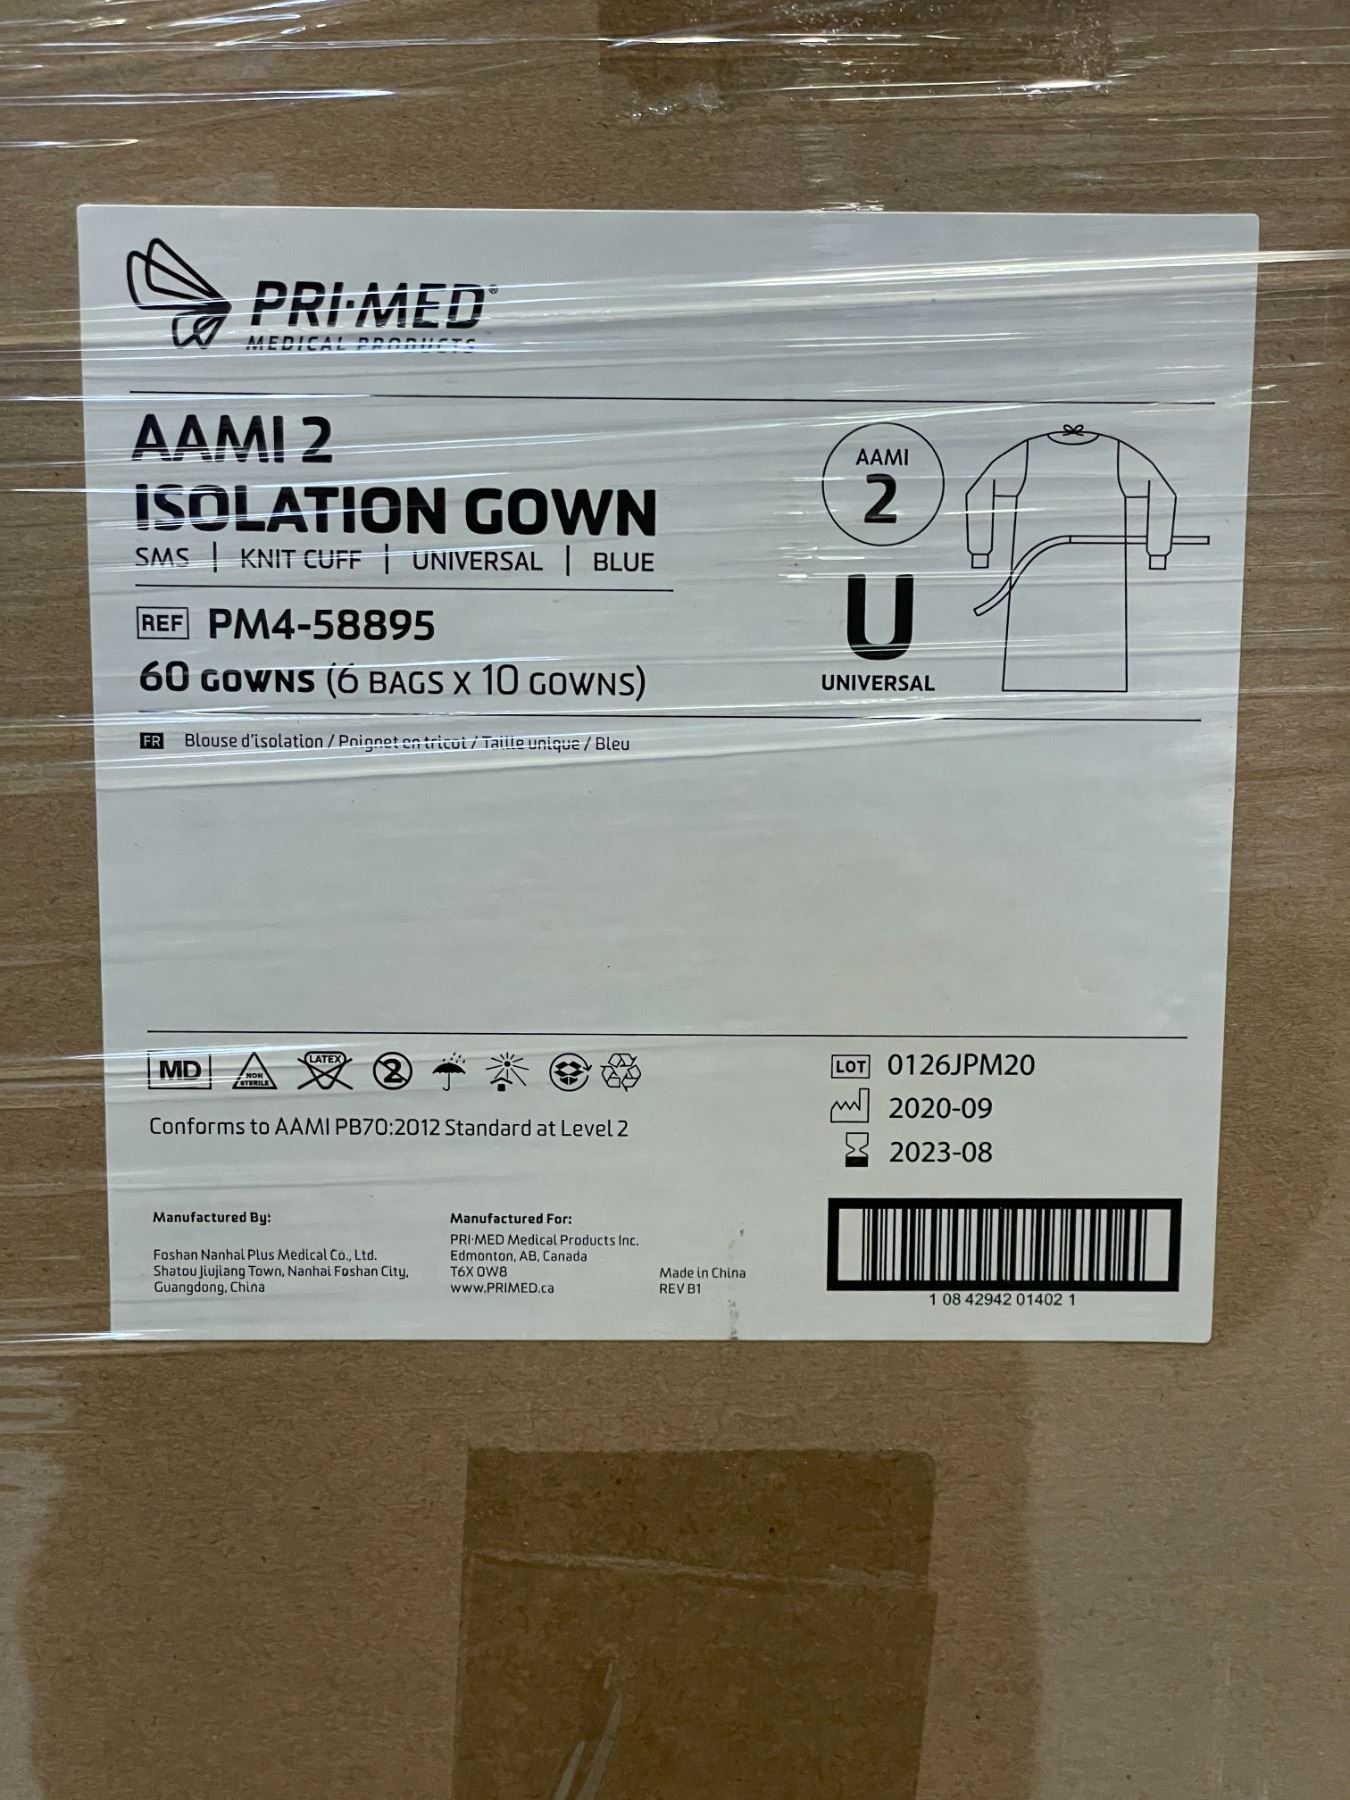 PRI·MED®
MEDICAL PRODUCTS
AAMI 2
ISOLATION GOWN
SMS | KNIT CUFF | UNIVERSAL | BLUE
REF PM4-58895
60 GOWNS (6 BAGS X 10 GOWNS)
AAMI
2
U
UNIVERSAL
FR Blouse d'isolation / Poignet en tricot / Taille unique / Bleu
MD NON STERILE LATEX 2
Conforms to AAMI PB70:2012 Standard at Level 2
LOT 0126JPM20
2020-09
2023-08
Manufactured By:
Foshan Nanhai Plus Medical Co., Ltd.
Shatou Jiujiang Town, Nanhai Foshan City,
Guangdong, China
Manufactured For:
PRI·MED Medical Products Inc.
Edmonton, AB, Canada
T6X 0W8
www.PRIMED.ca
Made in China
REV B1
1 08 42942 01402 1